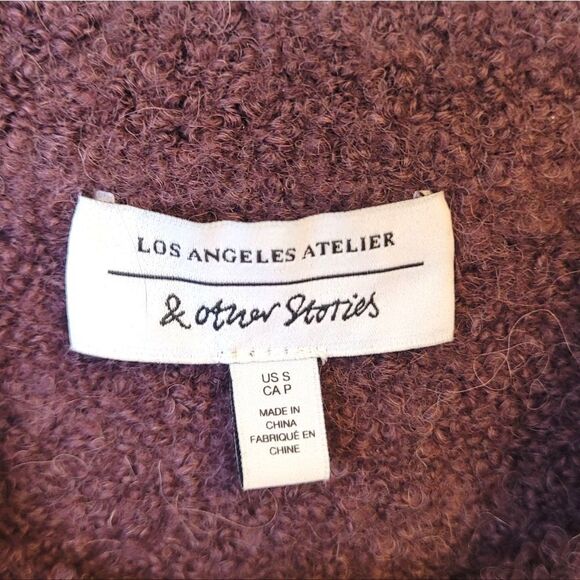 LOS ANGELES ATELIER
& other Stories
US S
CA P
MADE IN
CHINA
FABRIQUÉ EN
CHINE